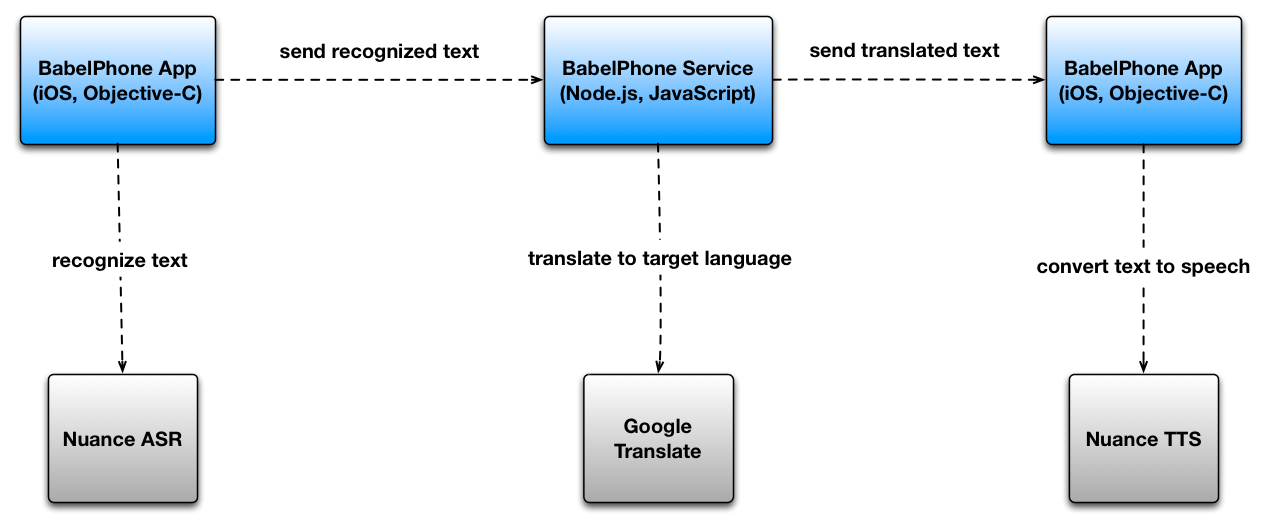 BabelPhone App
(iOS, Objective-C)
send recognized text
BabelPhone Service
(Node.js, JavaScript)
send translated text
BabelPhone App
(iOS, Objective-C)
recognize text
translate to target language
convert text to speech
Nuance ASR
Google
Translate
Nuance TTS